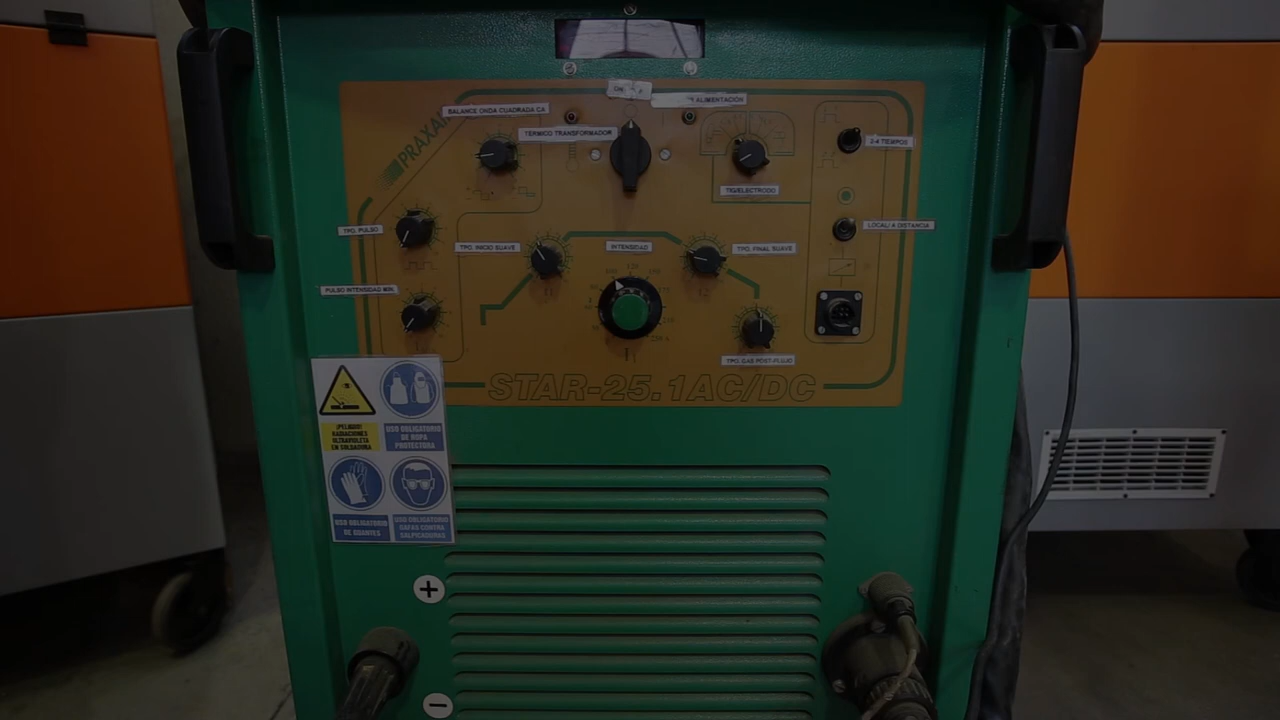 BALANCE ONDA CUADRADA CA
ALIMENTACIÓN
PRAXAIR
TERMICO TRANSFORMADOR
2-4 TIEMPOS
TIG/ELECTRODO
TPO. PULSO
LOCAL/ A DISTANCIA
TPO. INICIO SUAVE
INTENSIDAD
TPO. FINAL SUAVE
PULSO INTENSIDAD MIN.
TPO. GAS POST-FLUJO
STAR-25.1AC/DC
¡PELIGRO!
RADIACIONES
ULTRAVIOLETA
EN SOLDADURA
USO OBLIGATORIO
DE ROPA
PROTECTORA
USO OBLIGATORIO
DE GUANTES
USO OBLIGATORIO
GAFAS CONTRA
SALPICADURAS
+
−